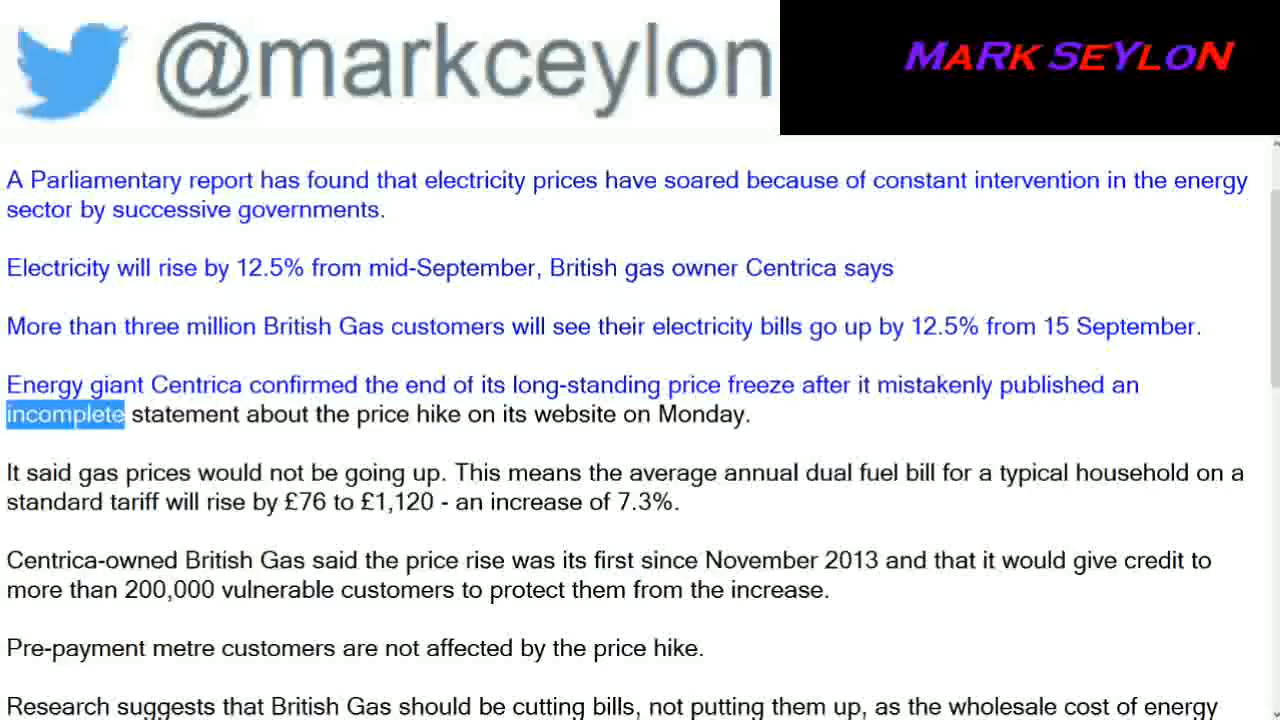 @markceylon
MARK SEYLON
A Parliamentary report has found that electricity prices have soared because of constant intervention in the energy
sector by successive governments.
Electricity will rise by 12.5% from mid-September, British gas owner Centrica says
More than three million British Gas customers will see their electricity bills go up by 12.5% from 15 September.
Energy giant Centrica confirmed the end of its long-standing price freeze after it mistakenly published an
incomplete statement about the price hike on its website on Monday.
It said gas prices would not be going up. This means the average annual dual fuel bill for a typical household on a
standard tariff will rise by £76 to £1,120 - an increase of 7.3%.
Centrica-owned British Gas said the price rise was its first since November 2013 and that it would give credit to
more than 200,000 vulnerable customers to protect them from the increase.
Pre-payment metre customers are not affected by the price hike.
Research suggests that British Gas should be cutting bills, not putting them up, as the wholesale cost of energy